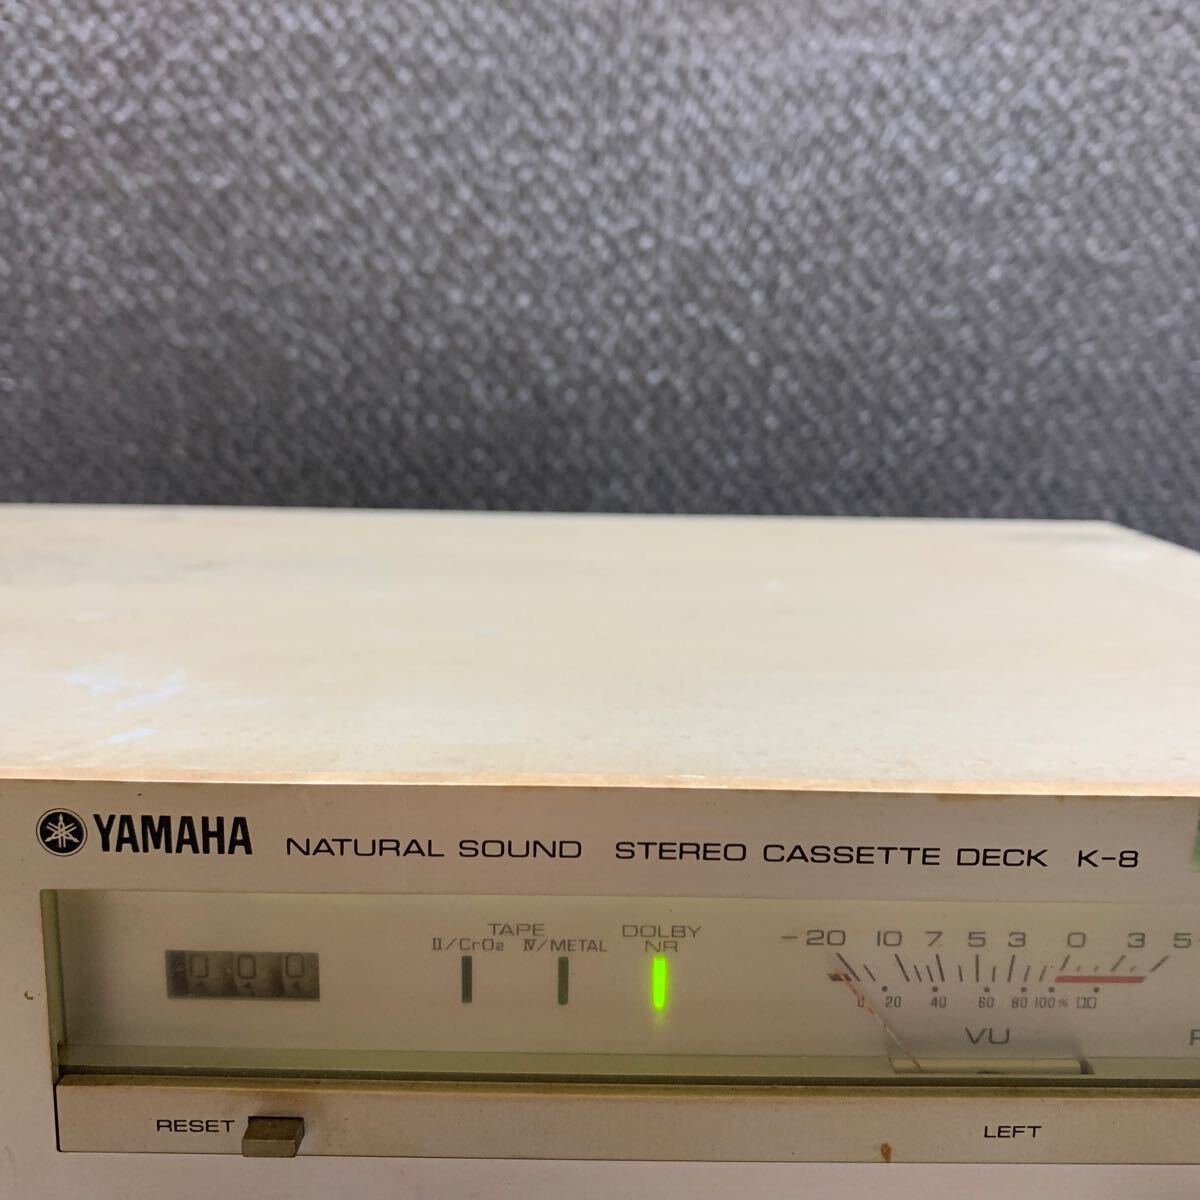 YAMAHA NATURAL SOUND STEREO CASSETTE DECK K-8
TAPE
II/CrO2 IV/METAL
DOLBY
NR
000
-20 10 7 5 3 0 3 5
0 20 40 60 80 100%
VU
RESET
LEFT